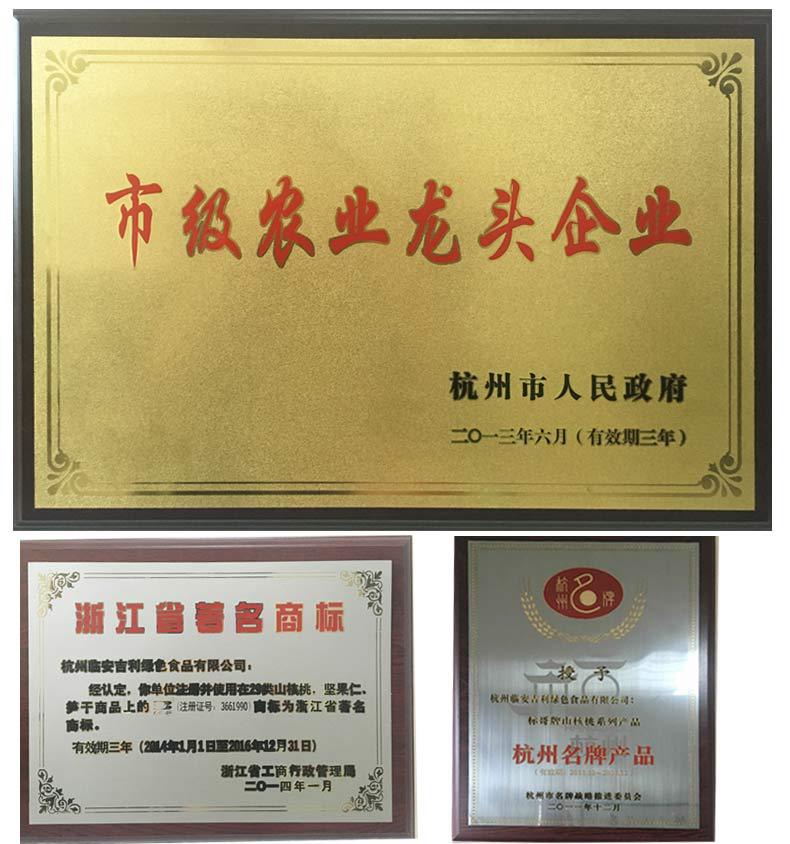 市级农业龙头企业
杭州市人民政府
二〇一三年六月(有效期三年)
浙江省著名商标
杭州临安吉利绿色食品有限公司:
经认定,你单位注册并使用在29类山核桃,坚果仁、
笋干商品上的(注册证号:3661990)商标为浙江省著名
商标。
有效期三年(2014年1月1日至2016年12月31日)
浙江省工商行政管理局
二〇一四年一月
杭州 名 牌
授予
杭州临安吉利绿色食品有限公司:
标哥牌山核桃系列产品
杭州名牌产品
(有效期:
杭州市名牌战略推进委员会
二〇一一年十二月